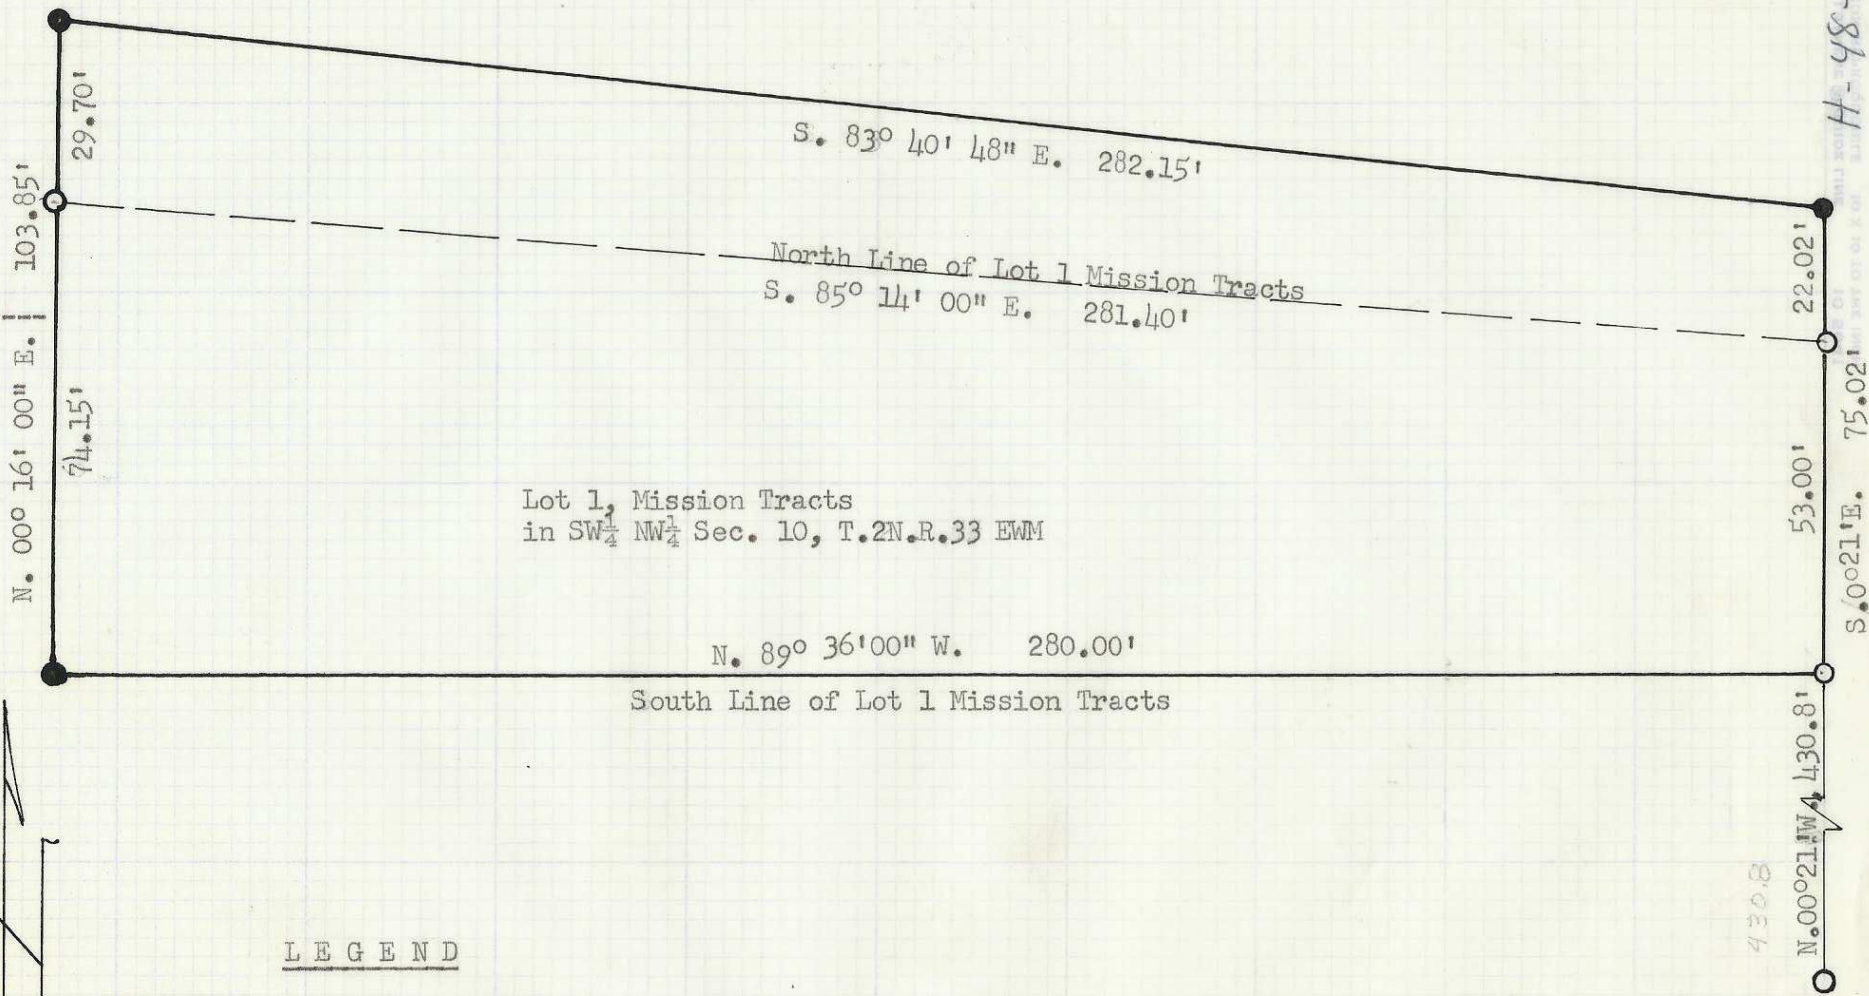 H-48-
29.70'
S. 83° 40' 48" E. 282.15'
N. 00° 16' 00" E. 103.85'
North Line of Lot 1 Mission Tracts
S. 85° 14' 00" E. 281.40'
22.02'
74.15'
53.00'
S.0°21'E. 75.02'
Lot 1, Mission Tracts
in SW¼ NW¼ Sec. 10, T.2N.R.33 EWM
N. 89° 36'00" W. 280.00'
South Line of Lot 1 Mission Tracts
N.00°21'W. 430.81'
430.8
LEGEND